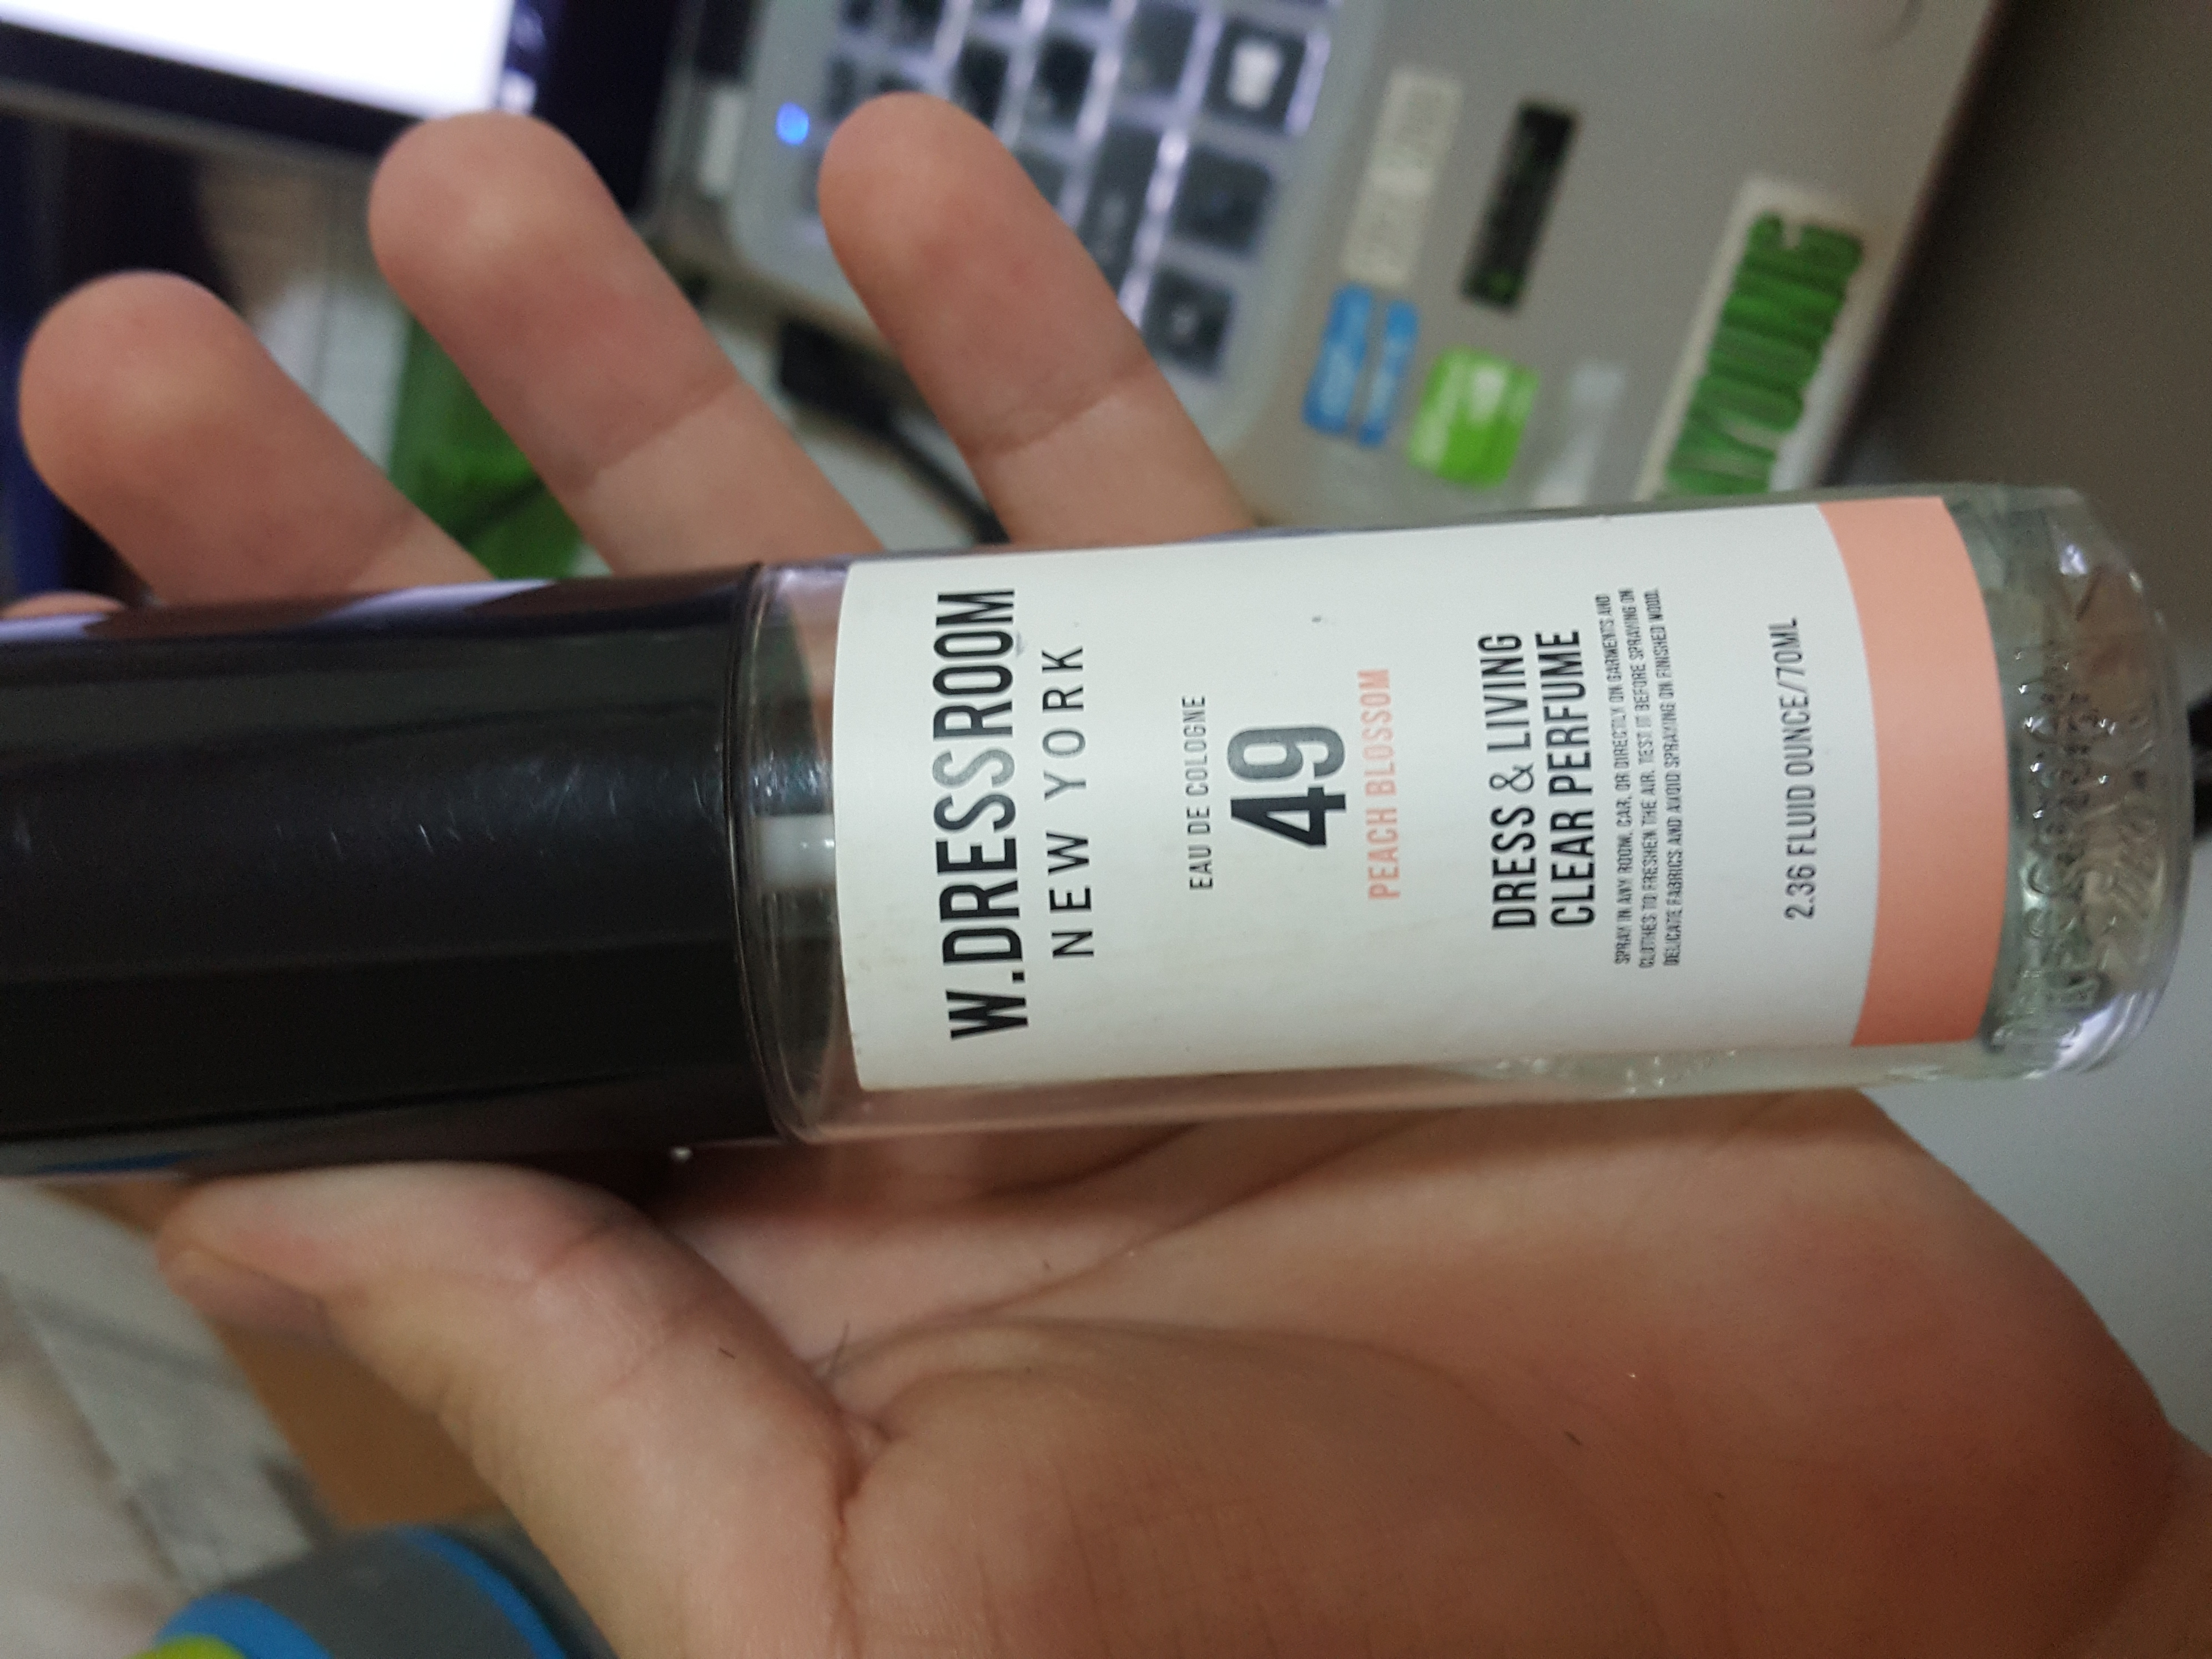 W.DRESSROOM
NEW YORK
EAU DE COLOGNE
49
PEACH BLOSSOM
DRESS & LIVING
CLEAR PERFUME
SPRAY IN ANY ROOM, CAR, OR DIRECTLY ON GARMENTS AND
CLOTHES TO FRESHEN THE AIR. TEST IT BEFORE SPRAYING ON
DELICATE FABRICS AND AVOID SPRAYING ON FINISHED WOOD.
2.36 FLUID OUNCE/70ML